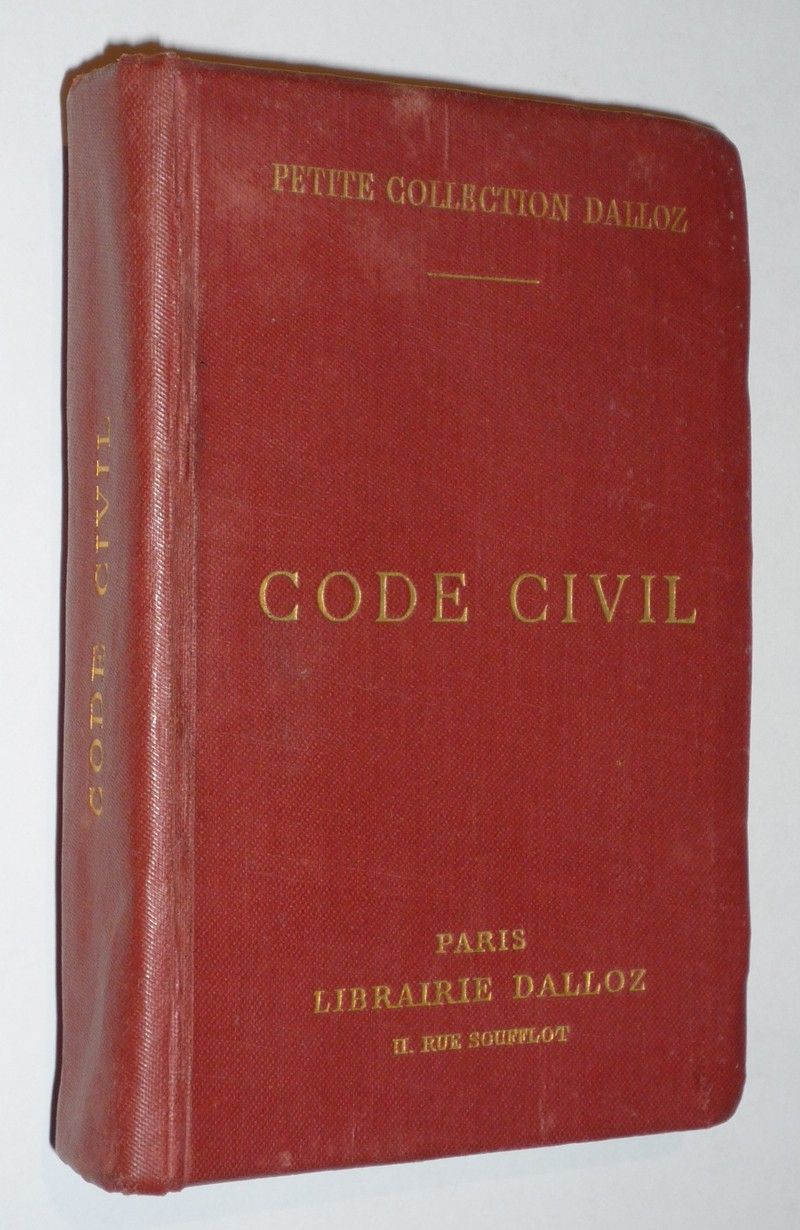 PETITE COLLECTION DALLOZ
CODE CIVIL
PARIS
LIBRAIRIE DALLOZ
11. RUE SOUFFLOT
CODE CIVIL